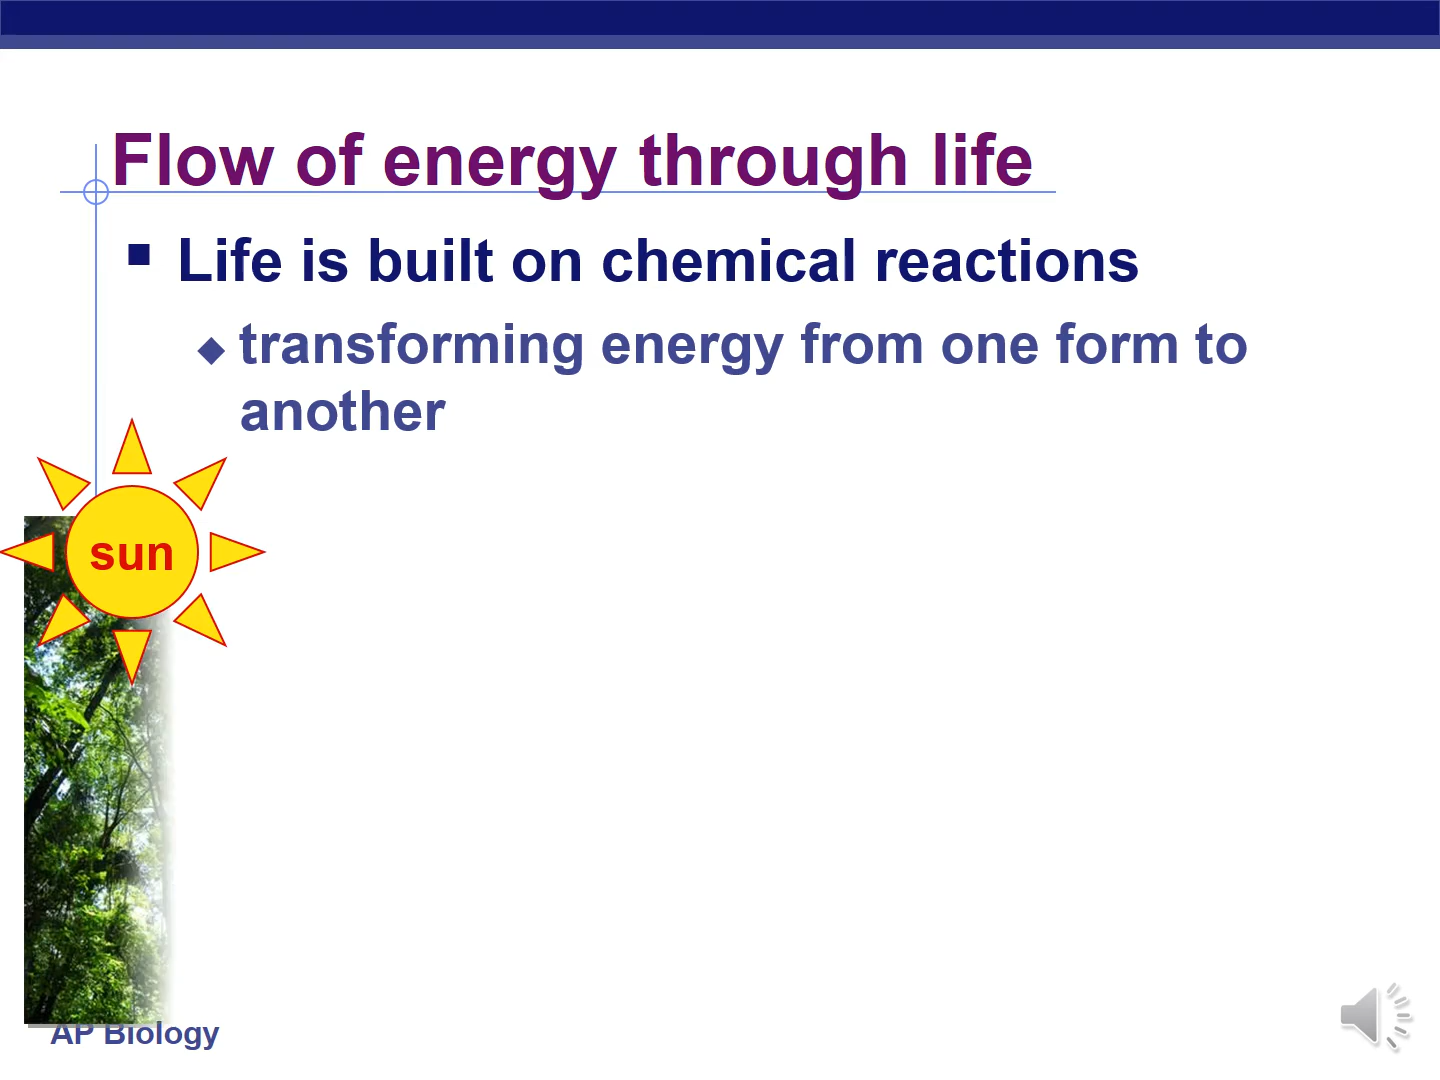 Flow of energy through life
Life is built on chemical reactions
transforming energy from one form to
another
sun
AP Biology